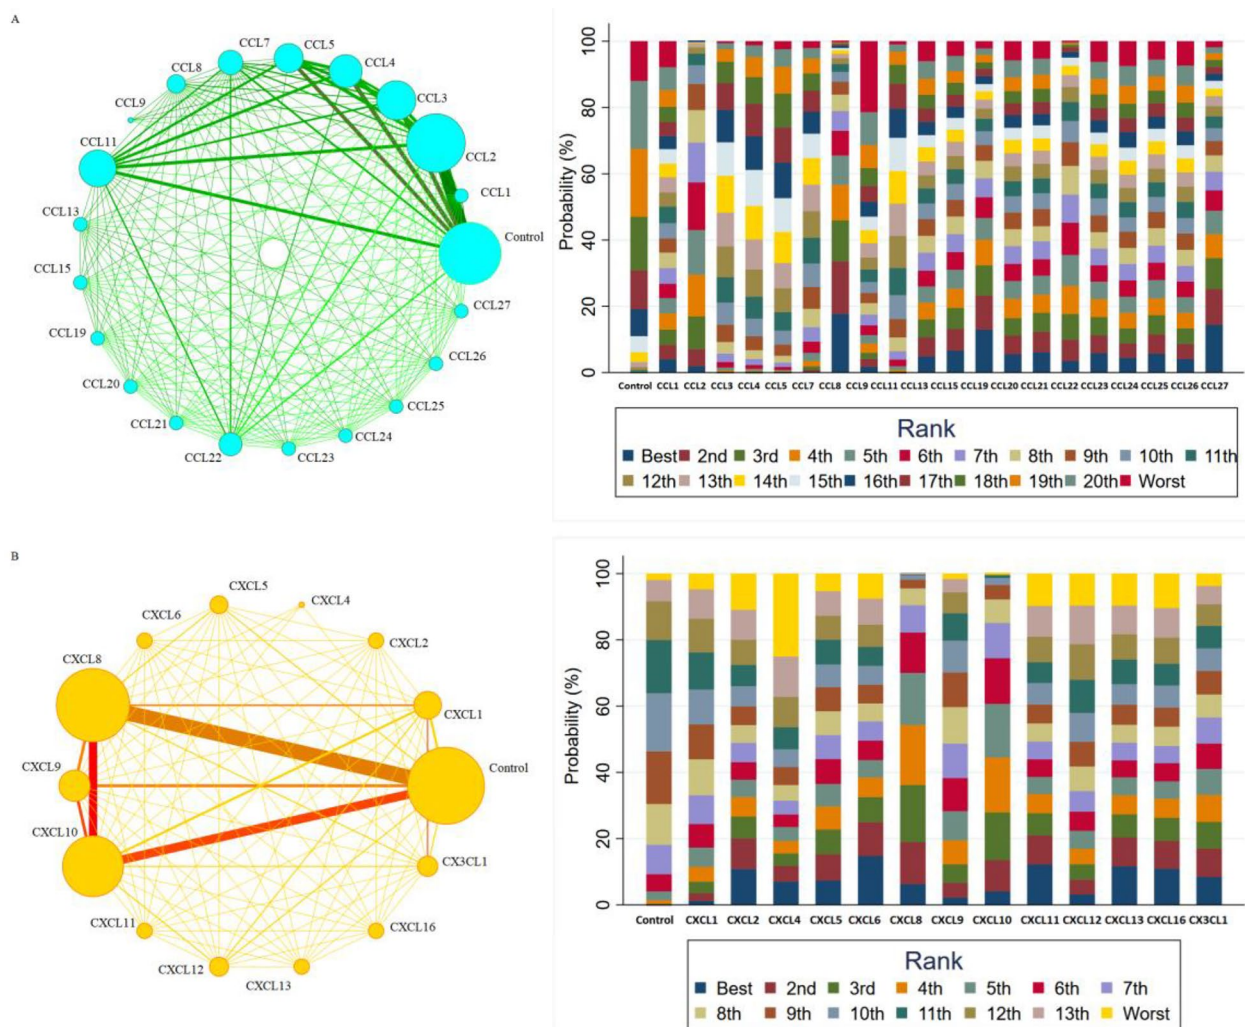 A
CCL7
CCL5
CCL4
CCL3
CCL2
CCL1
Control
CCL27
CCL26
CCL25
CCL24
CCL23
CCL22
CCL21
CCL20
CCL19
CCL15
CCL13
CCL11
CCL9
CCL8
Probability (%)
100
80
60
40
20
0
Control CCL1 CCL2 CCL3 CCL4 CCL5 CCL7 CCL8 CCL9 CCL11 CCL13 CCL15 CCL19 CCL20 CCL21 CCL22 CCL23 CCL24 CCL25 CCL26 CCL27
Rank
Best 2nd 3rd 4th 5th 6th 7th 8th 9th 10th 11th
12th 13th 14th 15th 16th 17th 18th 19th 20th Worst
B
CXCL5
CXCL4
CXCL2
CXCL1
Control
CX3CL1
CXCL16
CXCL13
CXCL12
CXCL11
CXCL10
CXCL9
CXCL8
CXCL6
Probability (%)
100
80
60
40
20
0
Control CXCL1 CXCL2 CXCL4 CXCL5 CXCL6 CXCL8 CXCL9 CXCL10 CXCL11 CXCL12 CXCL13 CXCL16 CX3CL1
Rank
Best 2nd 3rd 4th 5th 6th 7th
8th 9th 10th 11th 12th 13th Worst